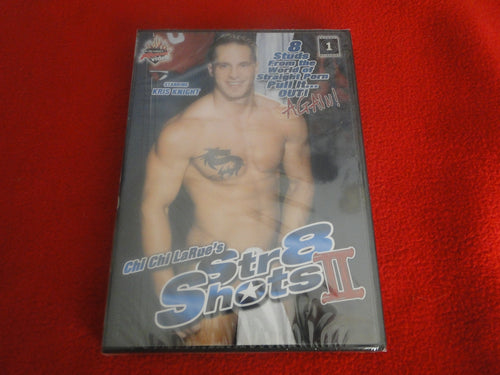 STARRING
KRIS KNIGHT
8
Studs
From the
World of
Straight Porn
Pull It...
OUT!
AGAIN!
1
Chi Chi LaRue's
Str8
Shots II